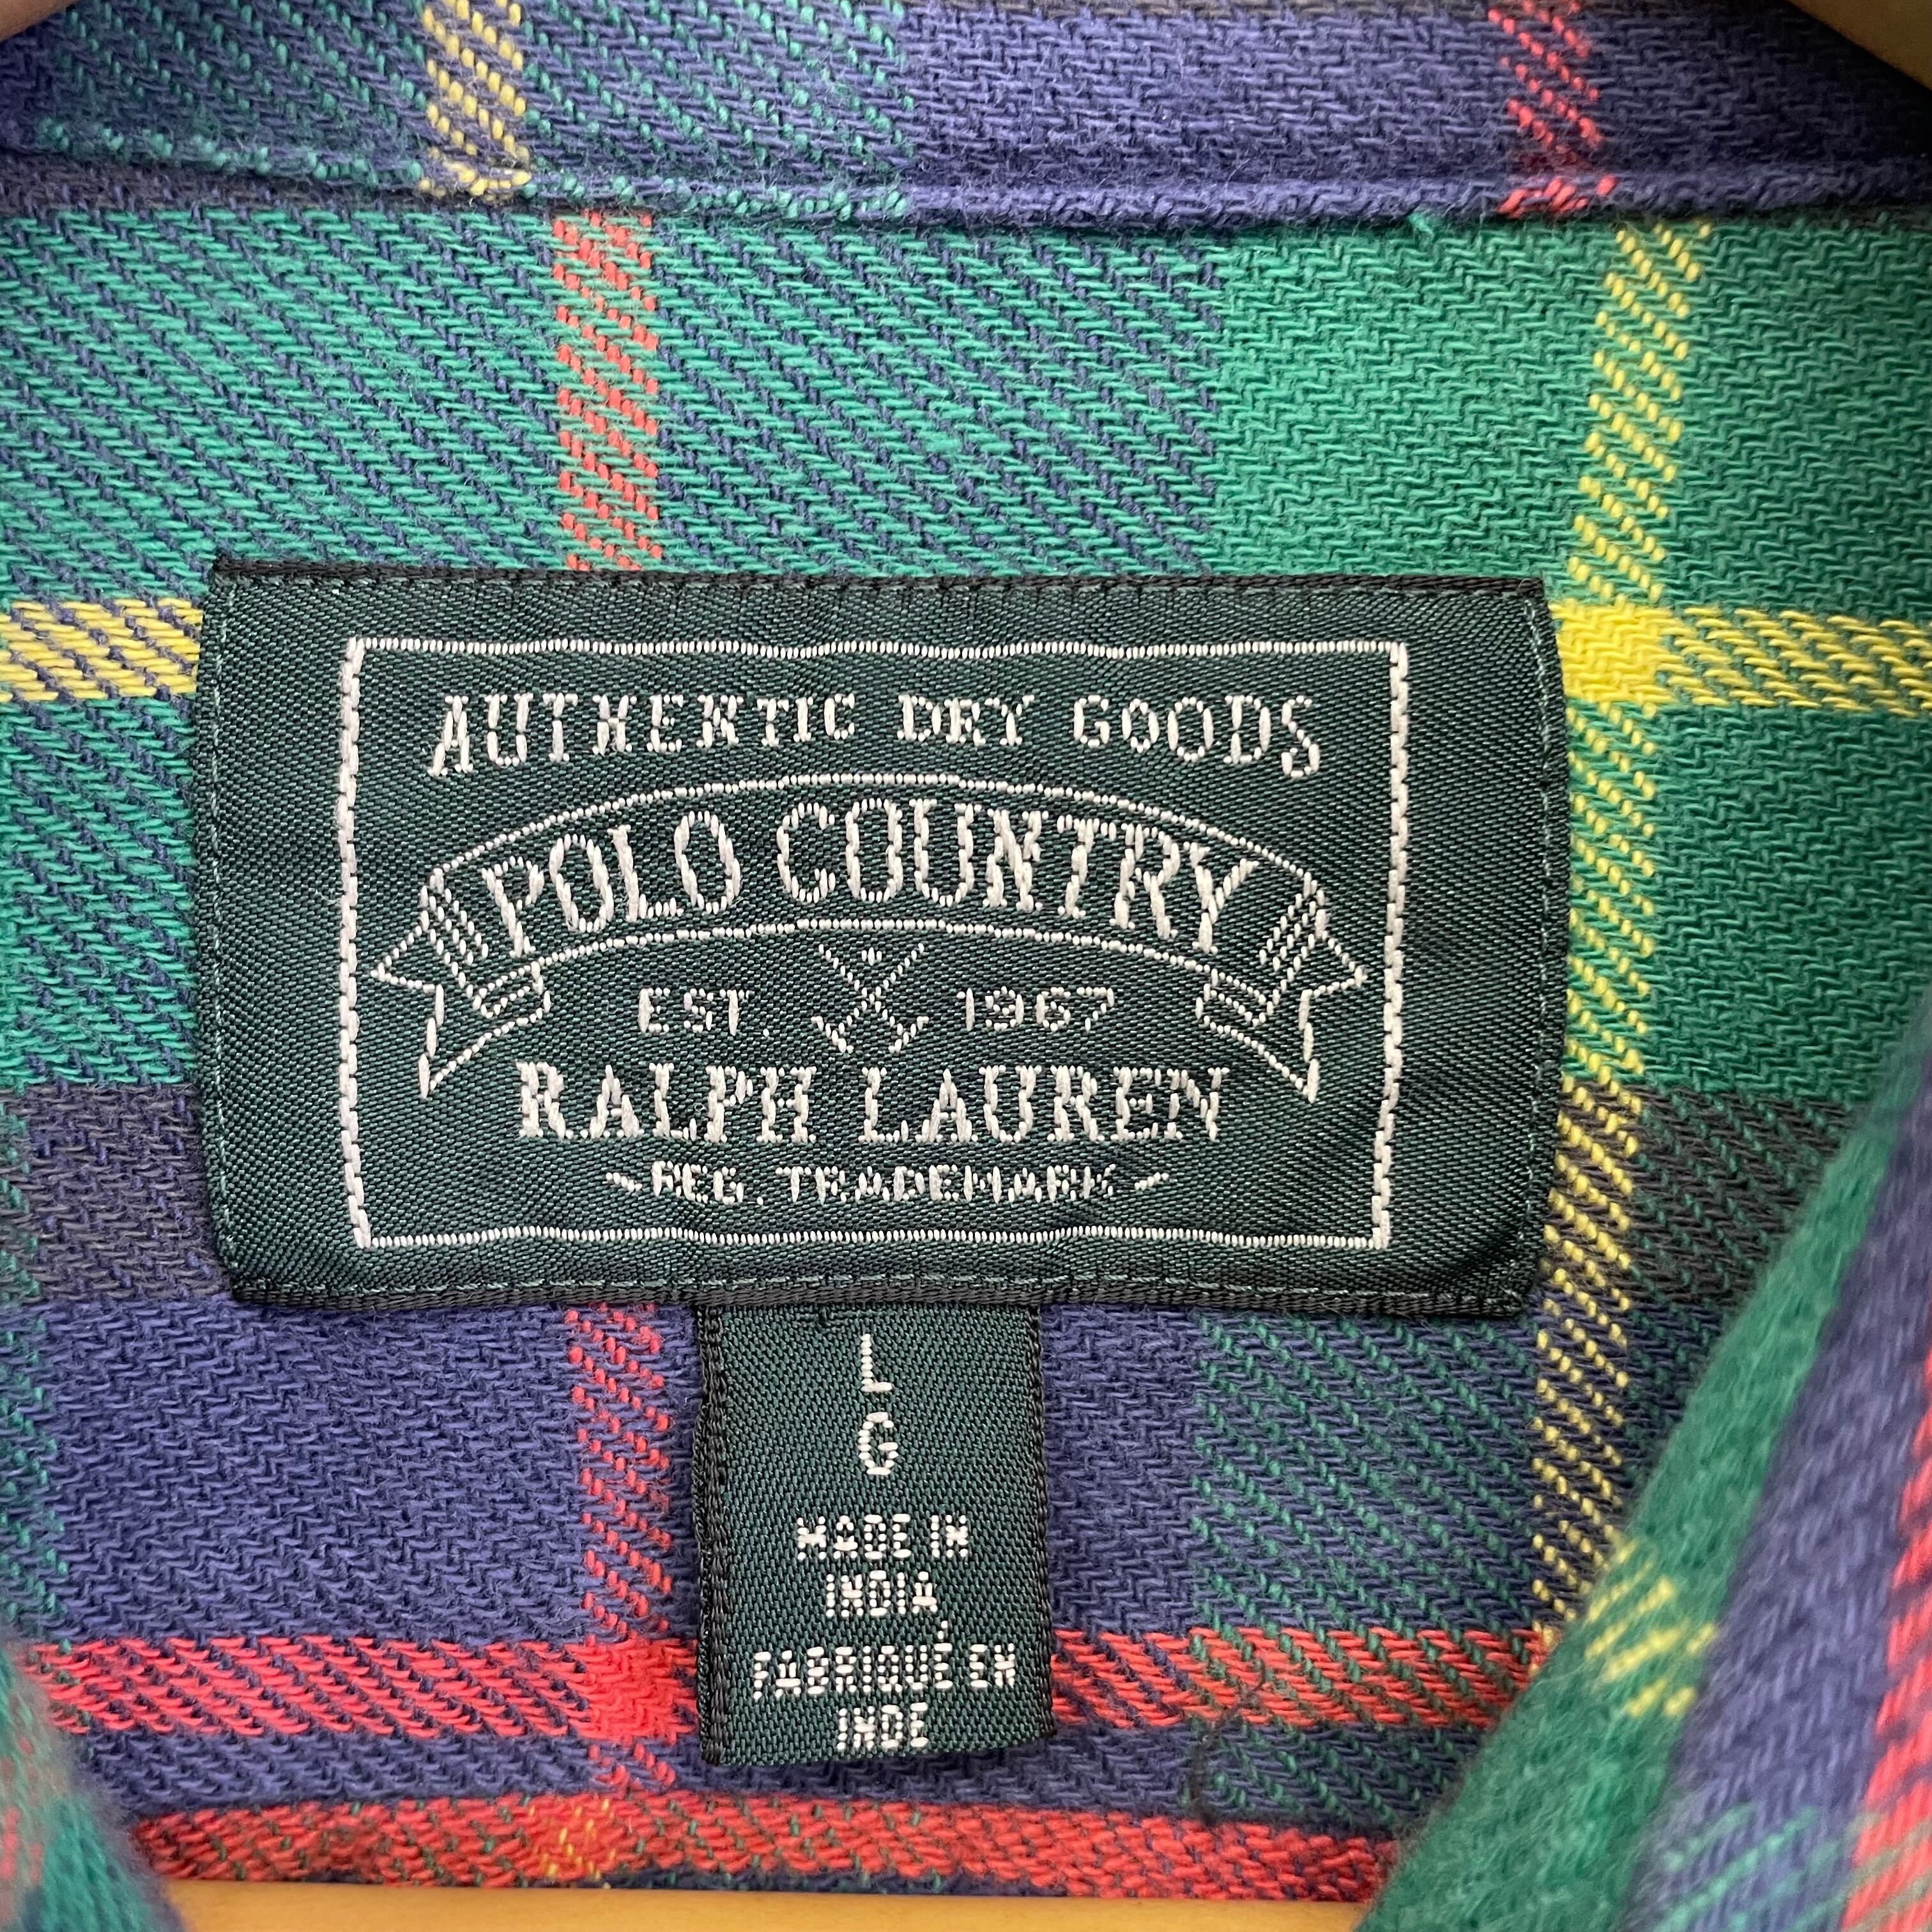 AUTHENTIC DRY GOODS
POLO COUNTRY
EST. 1967
RALPH LAUREN
~REG. TRADEMARK~
L
G
MADE IN
INDIA
FABRIQUÉ EN
INDE